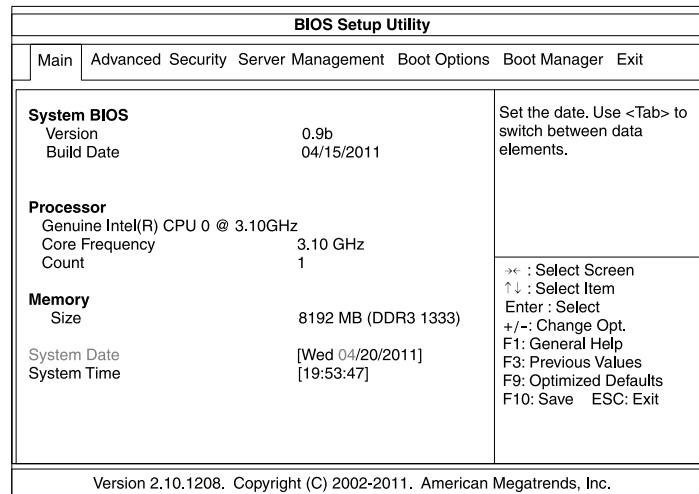 BIOS Setup Utility
Main Advanced Security Server Management Boot Options Boot Manager Exit
System BIOS
Version 0.9b
Build Date 04/15/2011
Processor
Genuine Intel(R) CPU 0 @ 3.10GHz
Core Frequency 3.10 GHz
Count 1
Memory
Size 8192 MB (DDR3 1333)
System Date [Wed 04/20/2011]
System Time [19:53:47]
Set the date. Use <Tab> to
switch between data
elements.
→← : Select Screen
↑↓ : Select Item
Enter : Select
+/-: Change Opt.
F1: General Help
F3: Previous Values
F9: Optimized Defaults
F10: Save ESC: Exit
Version 2.10.1208. Copyright (C) 2002-2011. American Megatrends, Inc.